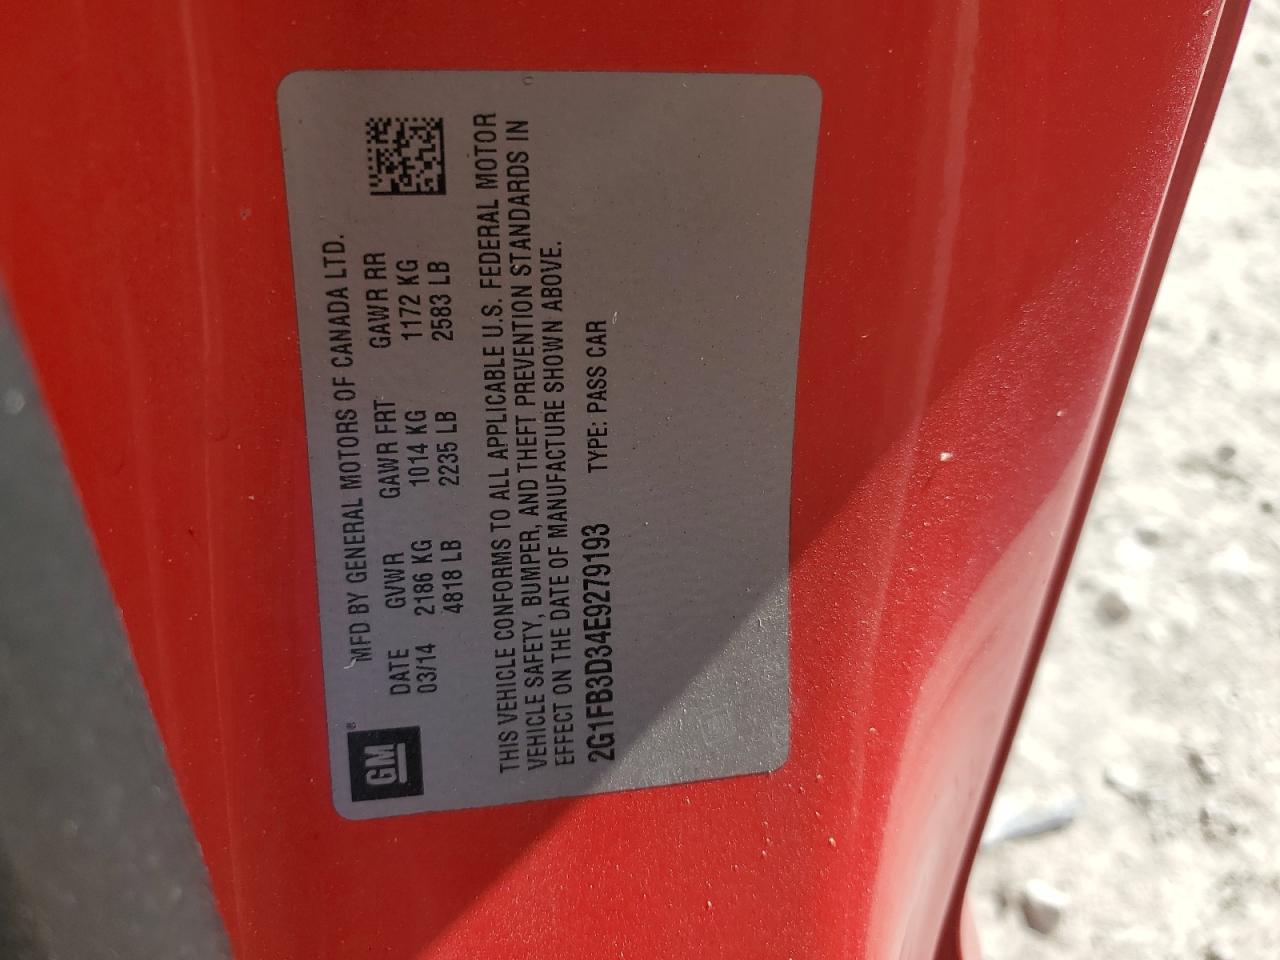 GM ®
MFD BY GENERAL MOTORS OF CANADA LTD.
DATE GVWR GAWR FRT GAWR RR
03/14 2186 KG 1014 KG 1172 KG
4818 LB 2235 LB 2583 LB
THIS VEHICLE CONFORMS TO ALL APPLICABLE U.S. FEDERAL MOTOR
VEHICLE SAFETY, BUMPER, AND THEFT PREVENTION STANDARDS IN
EFFECT ON THE DATE OF MANUFACTURE SHOWN ABOVE.
2G1FB3D34E9279193 TYPE: PASS CAR